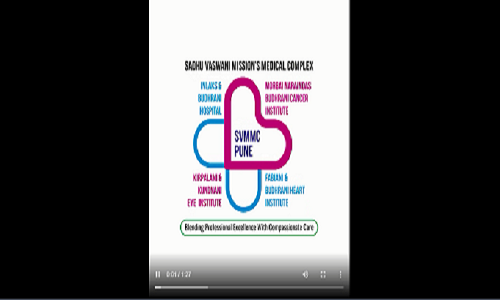 SADHU VASWANI MISSION'S MEDICAL COMPLEX
INLAKS &
BUDHRANI
HOSPITAL
MORBAI NARAINDAS
BUDHRANI CANCER
INSTITUTE
SVMMC
PUNE
KIRPALANI &
KUNDNANI
EYE INSTITUTE
FABIANI &
BUDHRANI HEART
INSTITUTE
Blending Professional Excellence With Compassionate Care
0:01 / 1:27